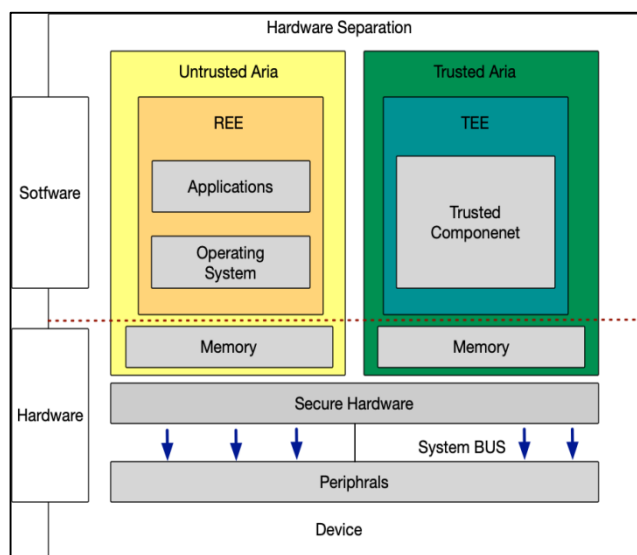 Hardware Separation
Untrusted Aria
Trusted Aria
REE
TEE
Sotfware
Applications
Trusted
Componenet
Operating
System
Memory
Memory
Hardware
Secure Hardware
System BUS
Periphrals
Device